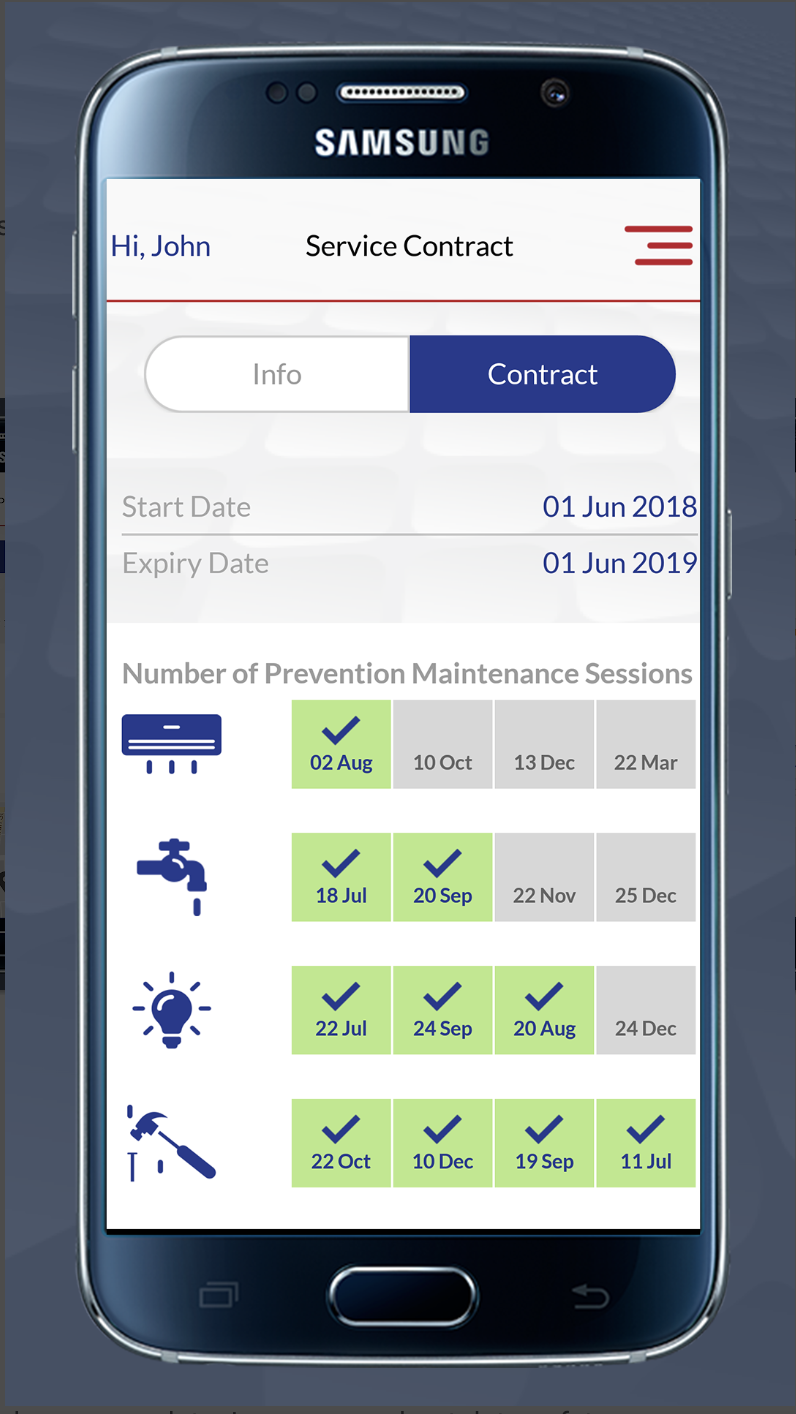 SAMSUNG
Hi, John Service Contract
Info Contract
Start Date 01 Jun 2018
Expiry Date 01 Jun 2019
Number of Prevention Maintenance Sessions
02 Aug 10 Oct 13 Dec 22 Mar
18 Jul 20 Sep 22 Nov 25 Dec
22 Jul 24 Sep 20 Aug 24 Dec
22 Oct 10 Dec 19 Sep 11 Jul